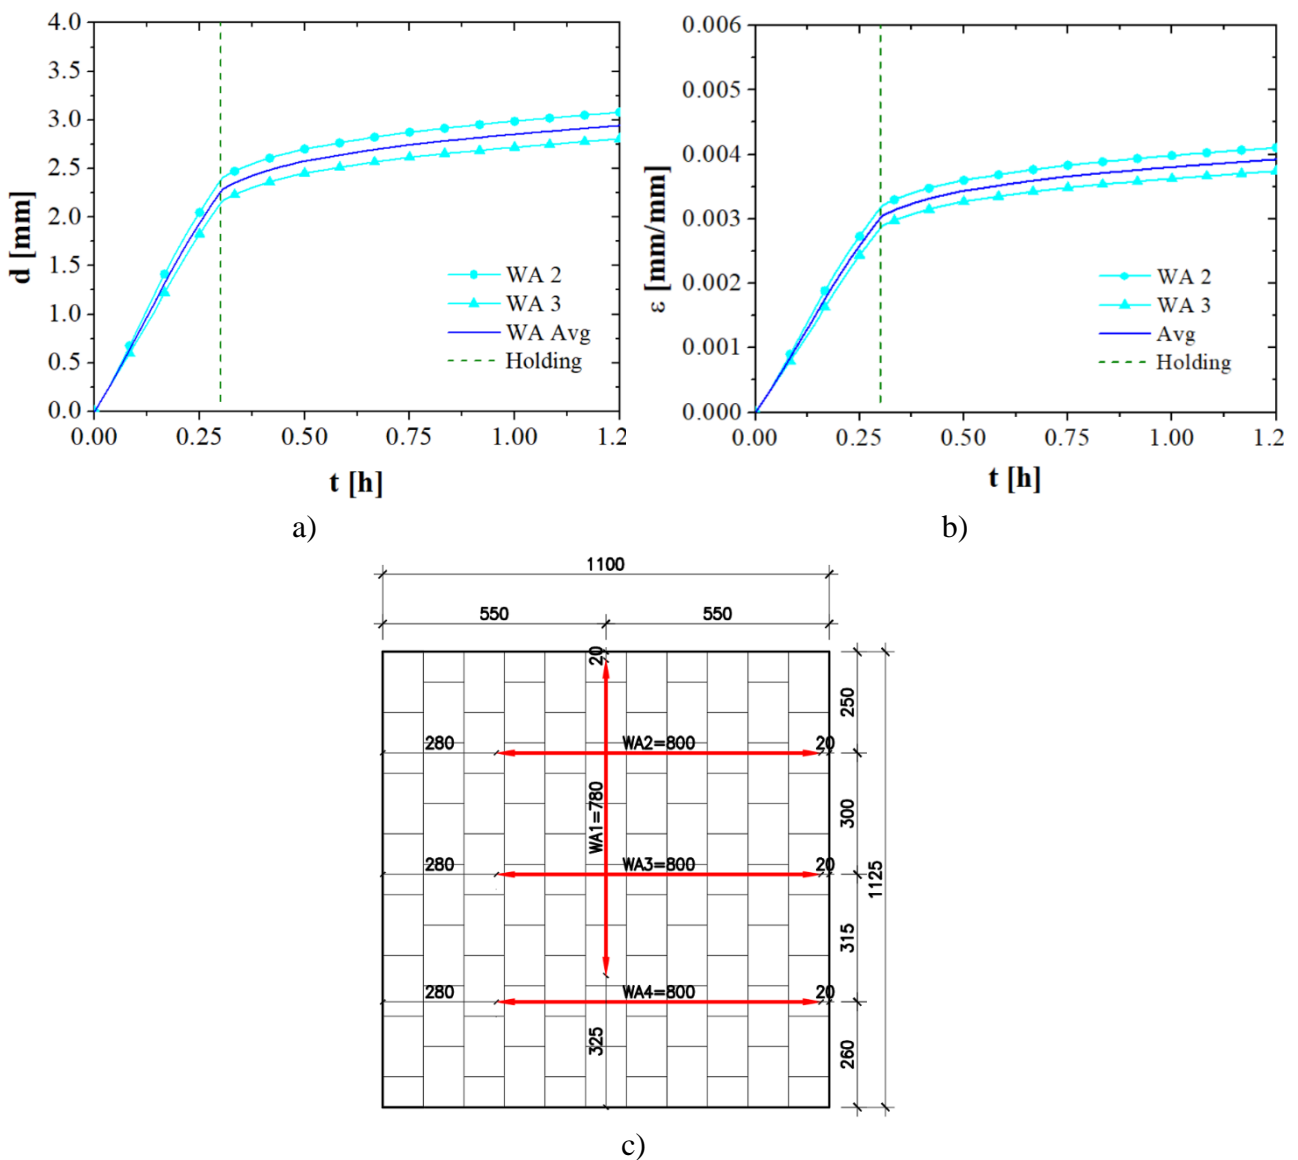 4.0
3.5
3.0
2.5
2.0
1.5
1.0
0.5
0.0
d [mm]
WA 2
WA 3
WA Avg
Holding
0.00 0.25 0.50 0.75 1.00 1.2
t [h]
a)
0.006
0.005
0.004
0.003
0.002
0.001
0.000
ε [mm/mm]
WA 2
WA 3
Avg
Holding
0.00 0.25 0.50 0.75 1.00 1.2
t [h]
b)
1100
550 550
20
250
280 WA2=800 20
WA1=780
300
280 WA3=800 20
1125
315
280 WA4=800 20
325
260
c)